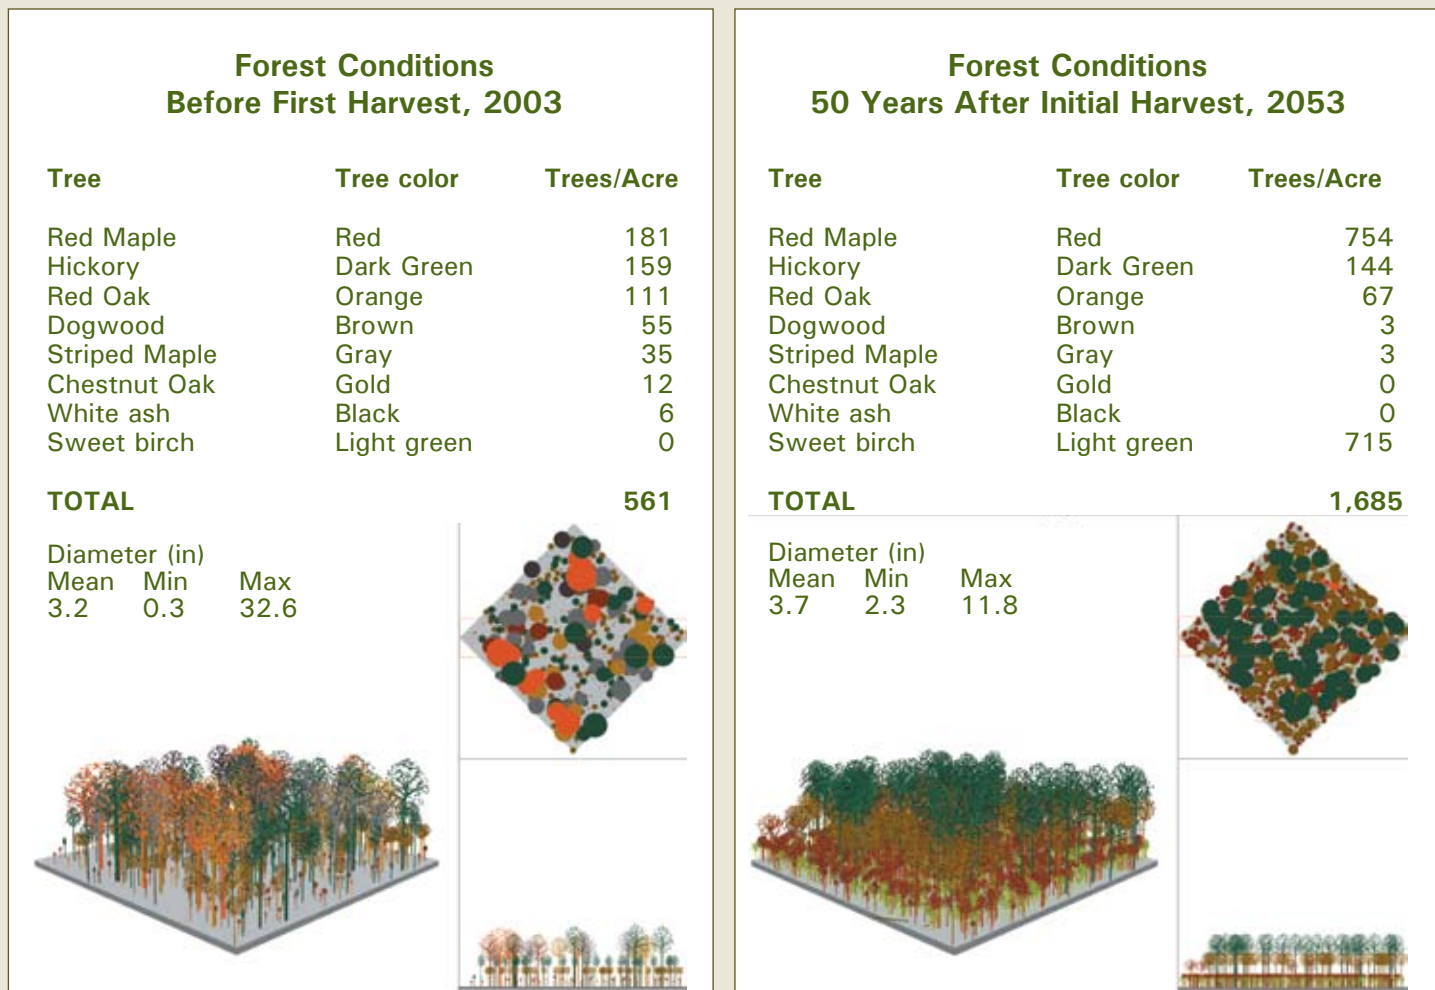 Forest Conditions
Before First Harvest, 2003
Tree Tree color Trees/Acre
Red Maple Red 181
Hickory Dark Green 159
Red Oak Orange 111
Dogwood Brown 55
Striped Maple Gray 35
Chestnut Oak Gold 12
White ash Black 6
Sweet birch Light green 0
TOTAL 561
Diameter (in)
Mean Min Max
3.2 0.3 32.6
Forest Conditions
50 Years After Initial Harvest, 2053
Tree Tree color Trees/Acre
Red Maple Red 754
Hickory Dark Green 144
Red Oak Orange 67
Dogwood Brown 3
Striped Maple Gray 3
Chestnut Oak Gold 0
White ash Black 0
Sweet birch Light green 715
TOTAL 1,685
Diameter (in)
Mean Min Max
3.7 2.3 11.8